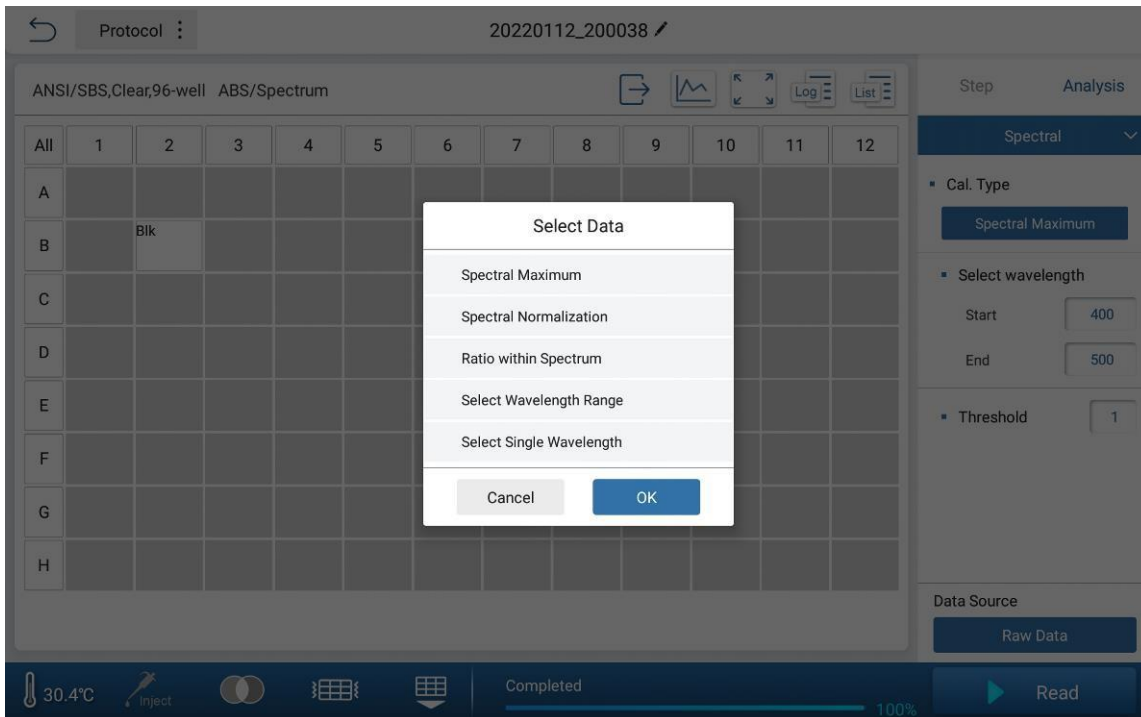 Protocol
20220112_200038
ANSI/SBS,Clear,96-well ABS/Spectrum
Log
List
Step
Analysis
All 1 2 3 4 5 6 7 8 9 10 11 12
A
B
Blk
C
D
E
F
G
H
Select Data
Spectral Maximum
Spectral Normalization
Ratio within Spectrum
Select Wavelength Range
Select Single Wavelength
Cancel
OK
Spectral
Cal. Type
Spectral Maximum
Select wavelength
Start 400
End 500
Threshold 1
Data Source
Raw Data
30.4℃
Inject
Completed
100%
Read